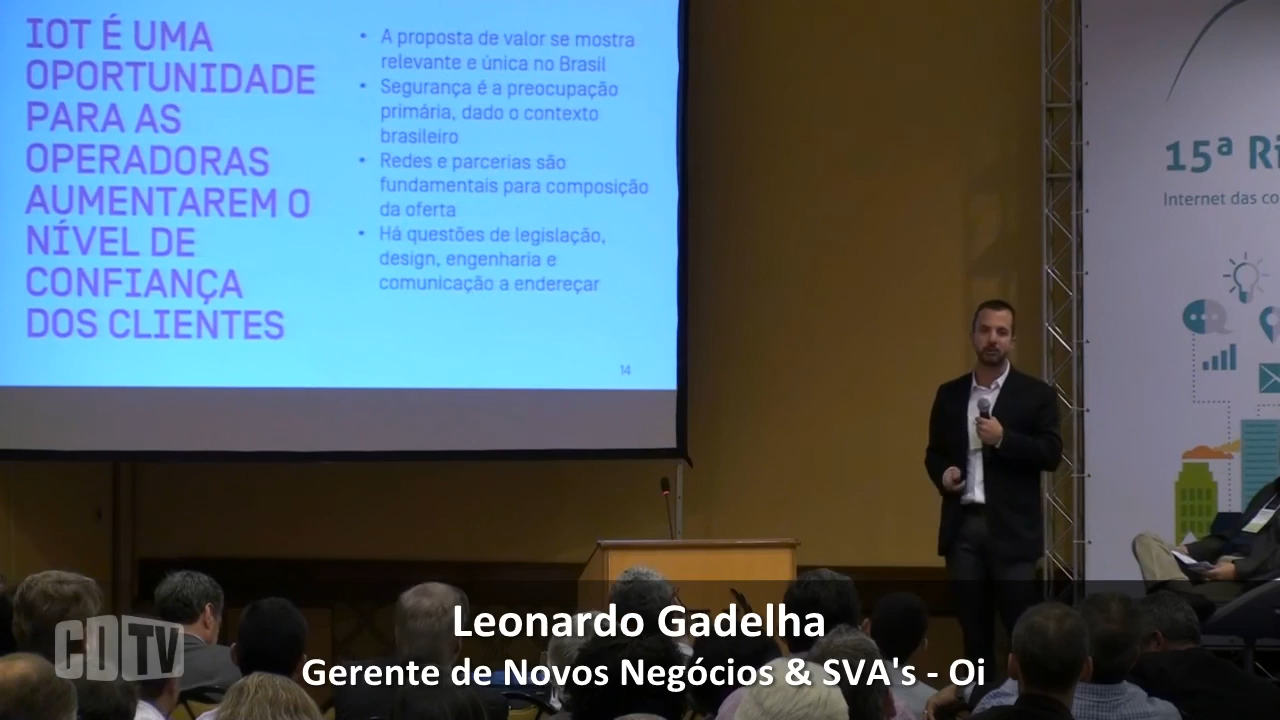 IOT É UMA
OPORTUNIDADE
PARA AS
OPERADORAS
AUMENTAREM O
NÍVEL DE
CONFIANÇA
DOS CLIENTES
• A proposta de valor se mostra
relevante e única no Brasil
• Segurança é a preocupação
primária, dado o contexto
brasileiro
• Redes e parcerias são
fundamentais para composição
da oferta
• Há questões de legislação,
design, engenharia e
comunicação a endereçar
14
15ª
Internet das
Leonardo Gadelha
Gerente de Novos Negócios & SVA's - Oi
CDTV